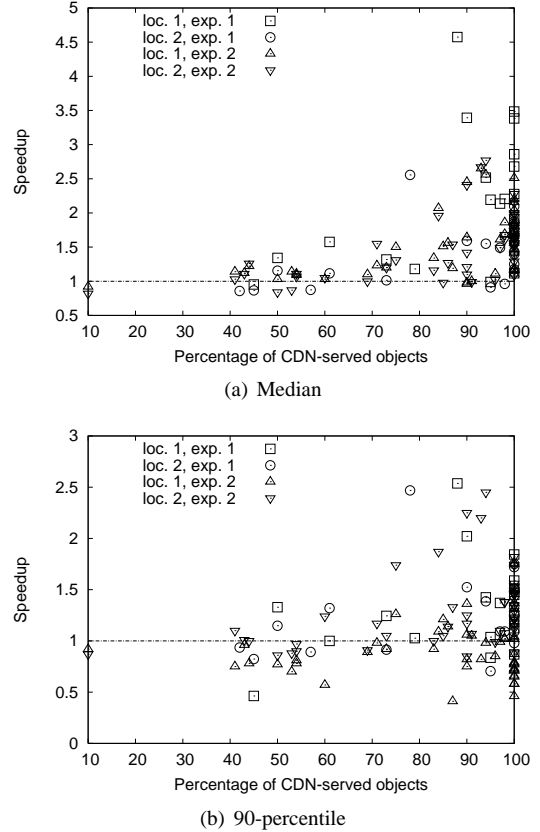 5
4.5
4
3.5
3
2.5
2
1.5
1
0.5
Speedup
loc. 1, exp. 1
loc. 2, exp. 1
loc. 1, exp. 2
loc. 2, exp. 2
10 20 30 40 50 60 70 80 90 100
Percentage of CDN-served objects
(a) Median
3
2.5
2
1.5
1
0.5
0
Speedup
loc. 1, exp. 1
loc. 2, exp. 1
loc. 1, exp. 2
loc. 2, exp. 2
10 20 30 40 50 60 70 80 90 100
Percentage of CDN-served objects
(b) 90-percentile